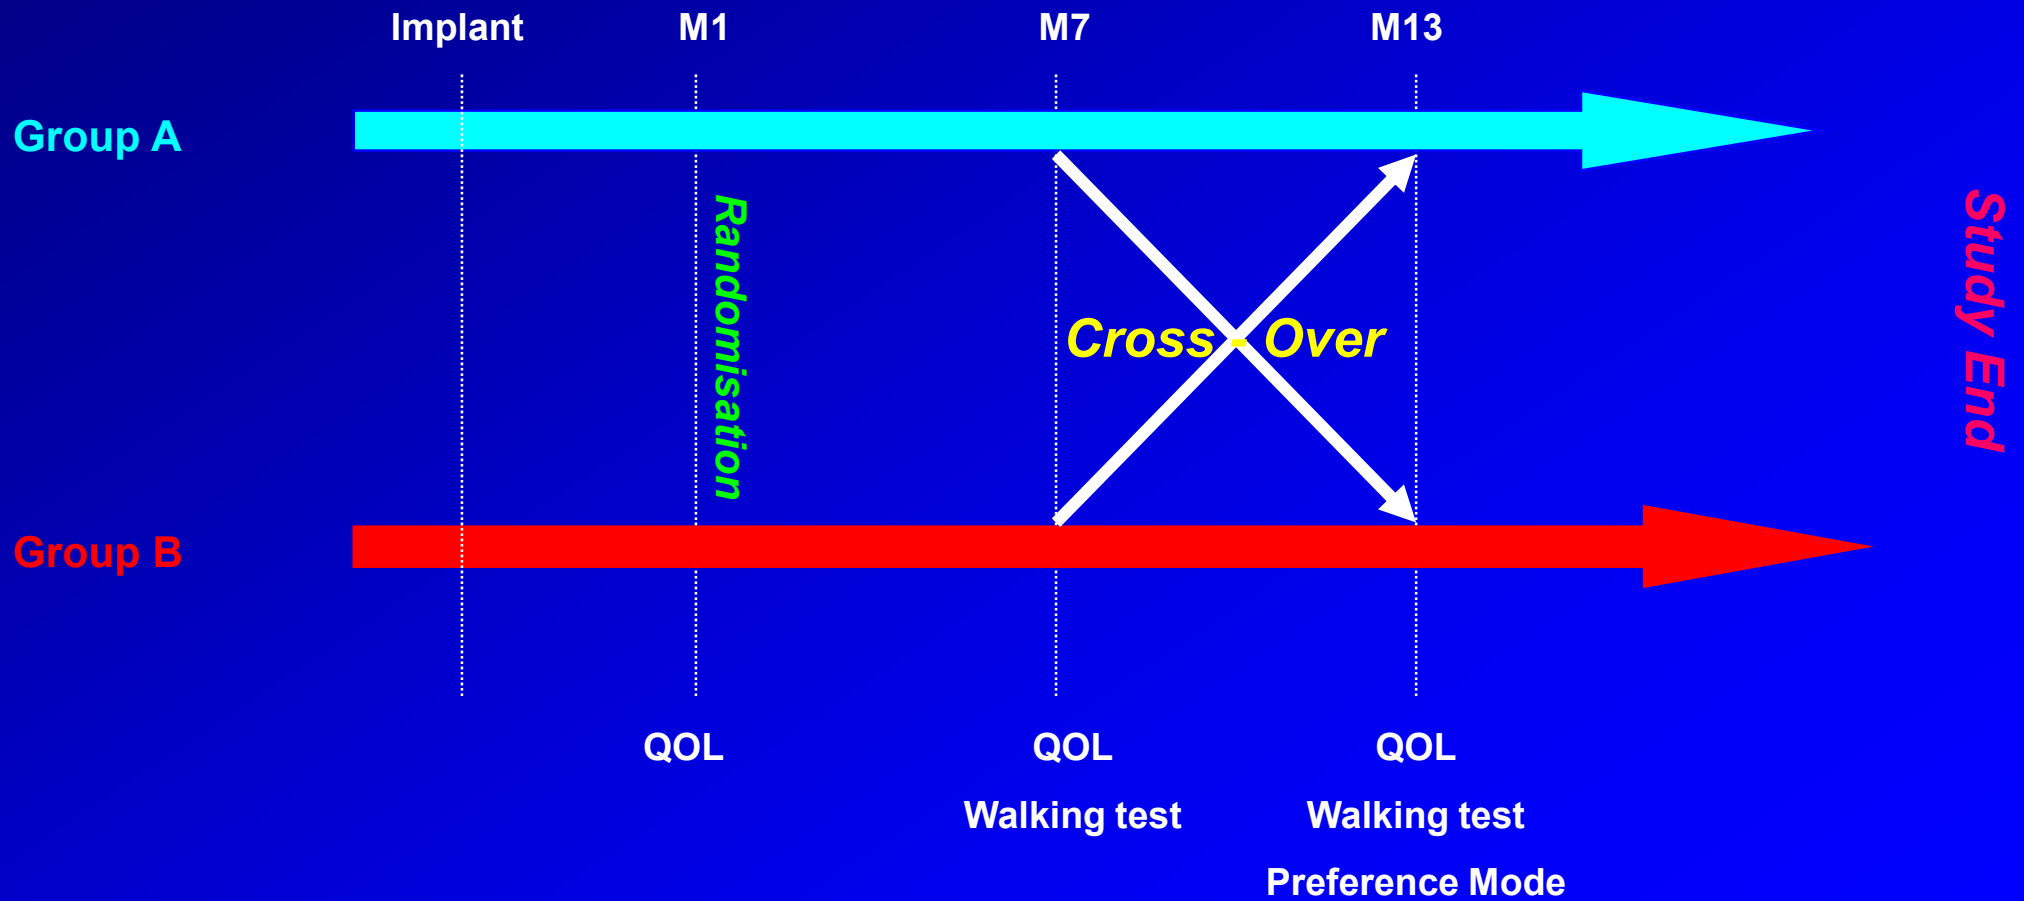 Implant M1 M7 M13
Group A
Randomisation
Cross - Over
Study End
Group B
QOL QOL QOL
Walking test Walking test
Preference Mode